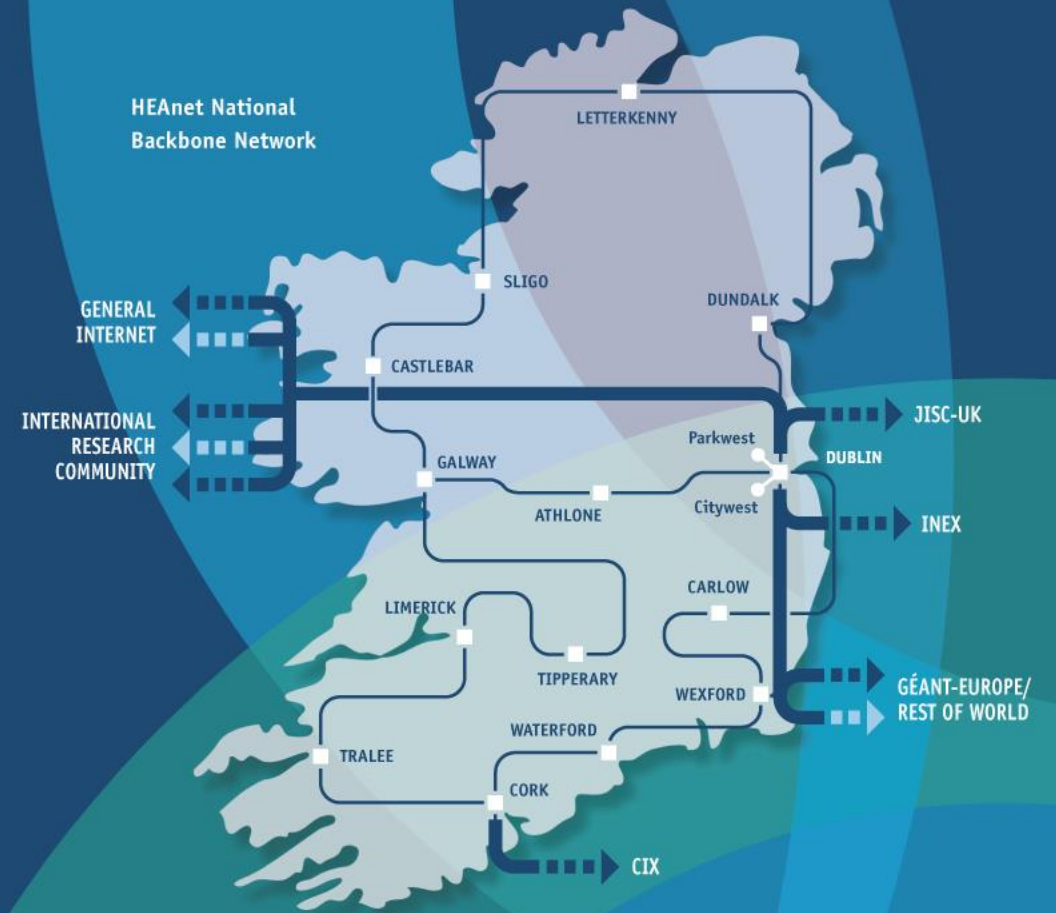 HEAnet National
Backbone Network
LETTERKENNY
SLIGO
DUNDALK
GENERAL
INTERNET
CASTLEBAR
INTERNATIONAL
RESEARCH
COMMUNITY
JISC-UK
Parkwest
DUBLIN
GALWAY
Citywest
ATHLONE
INEX
CARLOW
LIMERICK
TIPPERARY
WEXFORD
GÉANT-EUROPE/
REST OF WORLD
WATERFORD
TRALEE
CORK
CIX